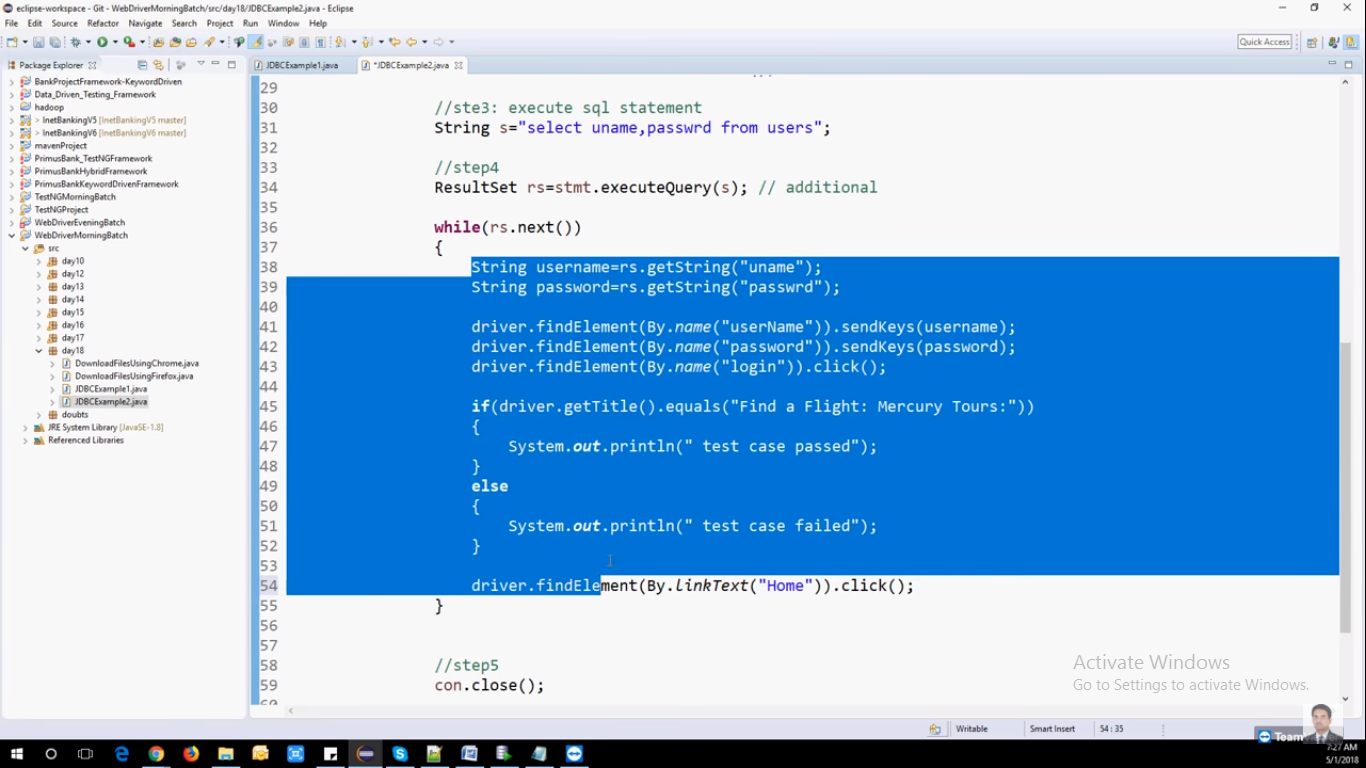 eclipse-workspace - Git - WebDriverMorningBatch/src/day18/JDBCExample2.java - Eclipse
File Edit Source Refactor Navigate Search Project Run Window Help
Quick Access
Package Explorer
JDBCExample1.java
*JDBCExample2.java
BankProjectFramework-KeywordDriven
Data_Driven_Testing_Framework
hadoop
> InetBankingV5 [InetBankingV5 master]
> InetBankingV6 [InetBankingV6 master]
mavenProject
PrimusBank_TestNGFramework
PrimusBankHybridFramework
PrimusBankKeywordDrivenFramework
TestNGMorningBatch
TestNGProject
WebDriverEveningBatch
WebDriverMorningBatch
src
day10
day12
day13
day14
day15
day16
day17
day18
DownloadFilesUsingChrome.java
DownloadFilesUsingFirefox.java
JDBCExample1.java
JDBCExample2.java
doubts
JRE System Library [JavaSE-1.8]
Referenced Libraries
29
30 //ste3: execute sql statement
31 String s="select uname,passwrd from users";
32
33 //step4
34 ResultSet rs=stmt.executeQuery(s); // additional
35
36 while(rs.next())
37 {
38 String username=rs.getString("uname");
39 String password=rs.getString("passwrd");
40
41 driver.findElement(By.name("userName")).sendKeys(username);
42 driver.findElement(By.name("password")).sendKeys(password);
43 driver.findElement(By.name("login")).click();
44
45 if(driver.getTitle().equals("Find a Flight: Mercury Tours:"))
46 {
47 System.out.println(" test case passed");
48 }
49 else
50 {
51 System.out.println(" test case failed");
52 }
53
54 driver.findElement(By.linkText("Home")).click();
55 }
56
57
58 //step5
59 con.close();
Activate Windows
Go to Settings to activate Windows.
Writable
Smart Insert
54 : 35
7:27 AM
5/1/2018